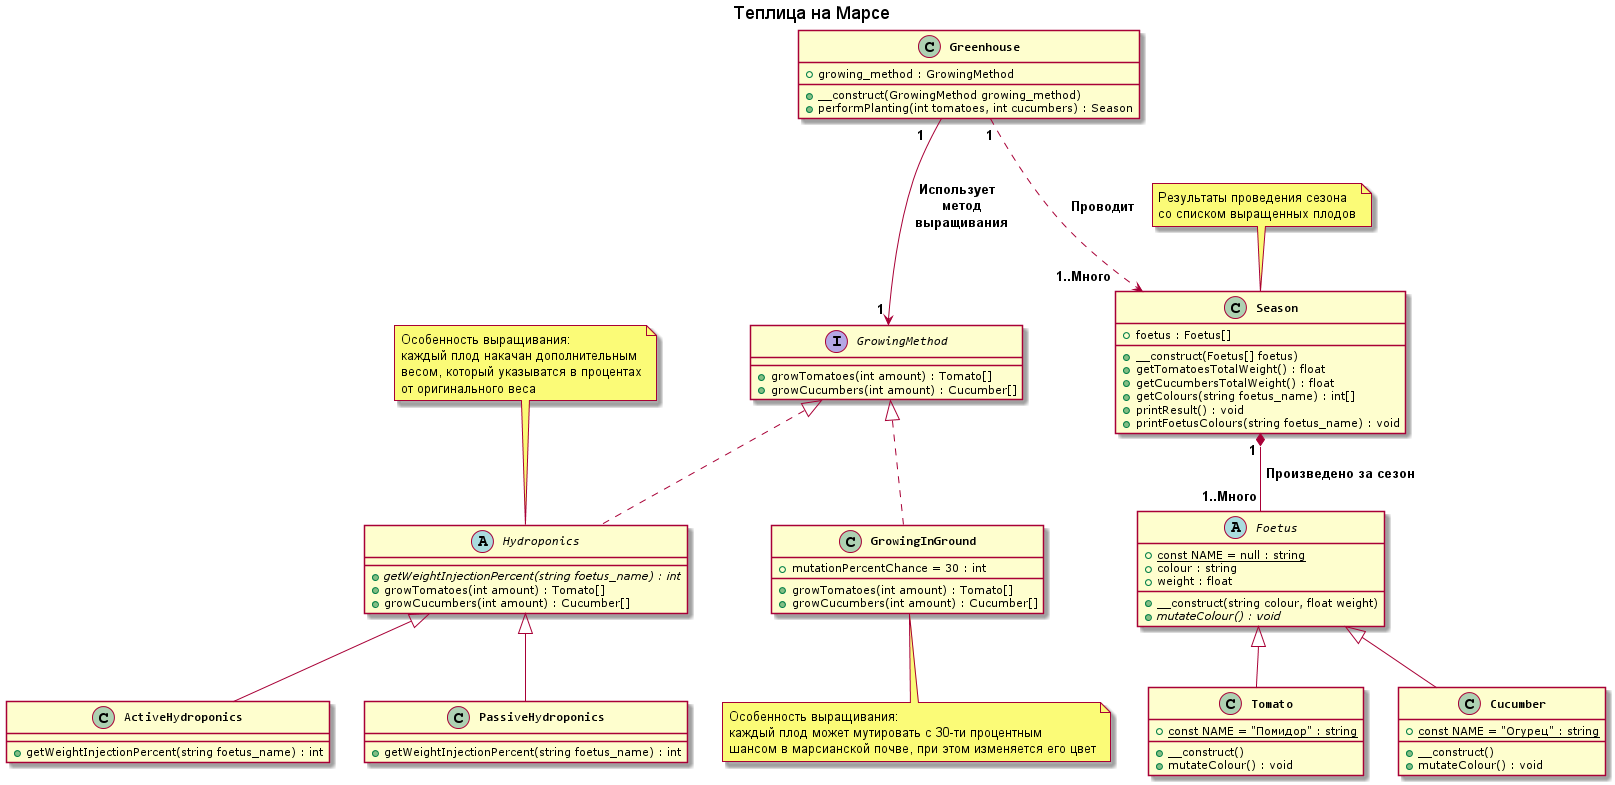 Теплица на Марсе
C Greenhouse
growing_method : GrowingMethod
__construct(GrowingMethod growing_method)
performPlanting(int tomatoes, int cucumbers) : Season
1
1
Использует
метод
выращивания
Проводит
1
1..Много
Результаты проведения сезона
со списком выращенных плодов
C Season
foetus : Foetus[]
__construct(Foetus[] foetus)
getTomatoesTotalWeight() : float
getCucumbersTotalWeight() : float
getColours(string foetus_name) : int[]
printResult() : void
printFoetusColours(string foetus_name) : void
Особенность выращивания:
каждый плод накачан дополнительным
весом, который указыватся в процентах
от оригинального веса
I GrowingMethod
growTomatoes(int amount) : Tomato[]
growCucumbers(int amount) : Cucumber[]
1
Произведено за сезон
1..Много
A Hydroponics
getWeightInjectionPercent(string foetus_name) : int
growTomatoes(int amount) : Tomato[]
growCucumbers(int amount) : Cucumber[]
C GrowingInGround
mutationPercentChance = 30 : int
growTomatoes(int amount) : Tomato[]
growCucumbers(int amount) : Cucumber[]
A Foetus
const NAME = null : string
colour : string
weight : float
__construct(string colour, float weight)
mutateColour() : void
C ActiveHydroponics
getWeightInjectionPercent(string foetus_name) : int
C PassiveHydroponics
getWeightInjectionPercent(string foetus_name) : int
Особенность выращивания:
каждый плод может мутировать с 30-ти процентным
шансом в марсианской почве, при этом изменяется его цвет
C Tomato
const NAME = "Помидор" : string
__construct()
mutateColour() : void
C Cucumber
const NAME = "Огурец" : string
__construct()
mutateColour() : void